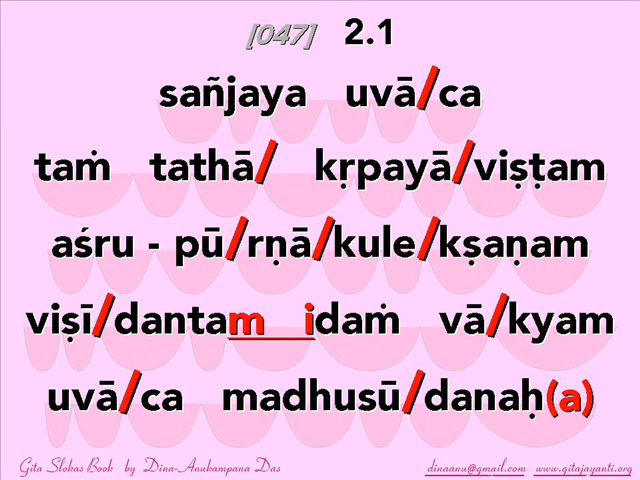 [047] 2.1
sañjaya uvā/ca
taṁ tathā/ kṛpayā/viṣṭam
aśru - pū/rṇā/kule/kṣaṇam
viṣī/dantam idaṁ vā/kyam
uvā/ca madhusū/danaḥ(a)
Gita Slokas Book by Dina-Anukampana Das dinaanu@gmail.com www.gitajayanti.org